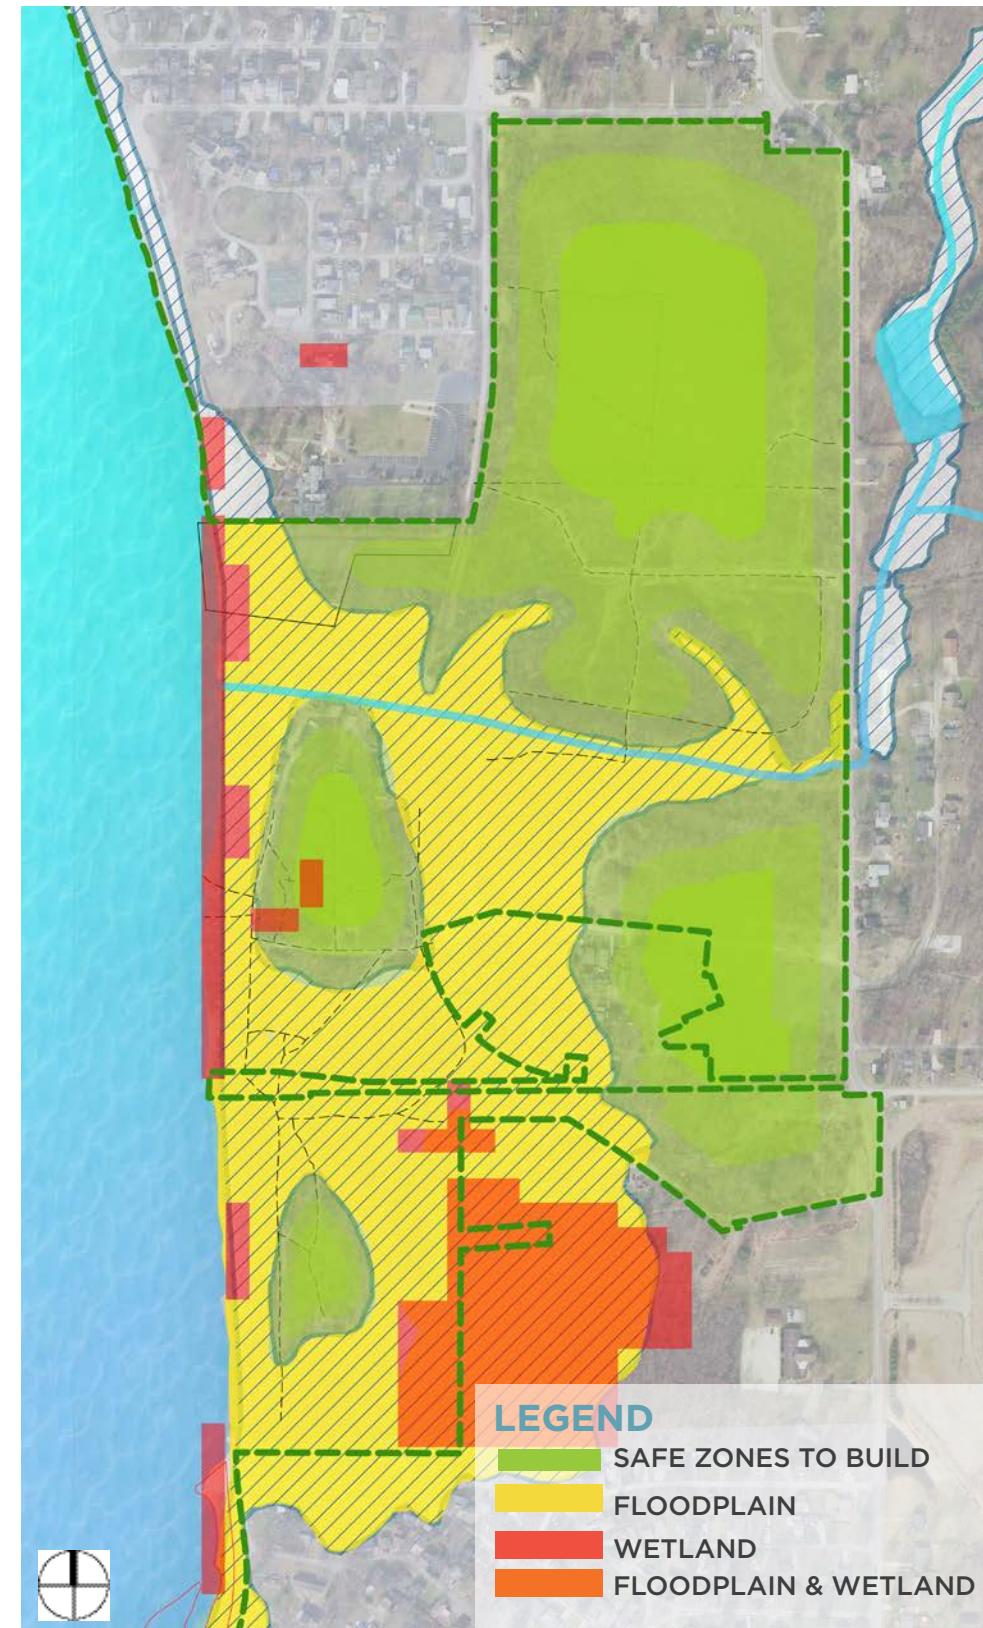 LEGEND
SAFE ZONES TO BUILD
FLOODPLAIN
WETLAND
FLOODPLAIN & WETLAND